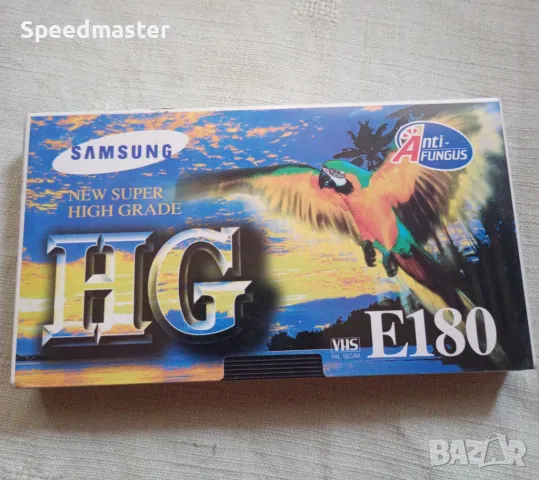 Speedmaster
SAMSUNG
Anti-
FUNGUS
NEW SUPER
HIGH GRADE
HG
VHS
PAL SECAM
E180
BAZAR